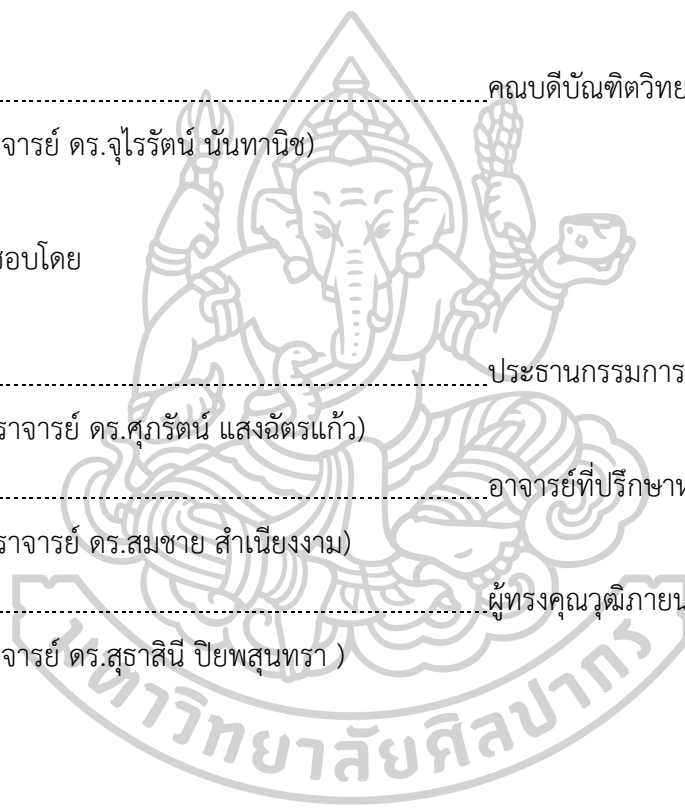 คณบดีบัณฑิตวิทย
จารย์ ดร.จุไรรัตน์ นันทานิช)
สอบโดย
ประธานกรรมการ
ราจารย์ ดร.ศุภรัตน์ แสงฉัตรแก้ว)
อาจารย์ที่ปรึกษาห
ราจารย์ ดร.สมชาย สำเนียงงาม)
ผู้ทรงคุณวุฒิภายน
จารย์ ดร.สุธาสินี ปิยพสุนทรา )
มหาวิทยาลัยศิลปากร